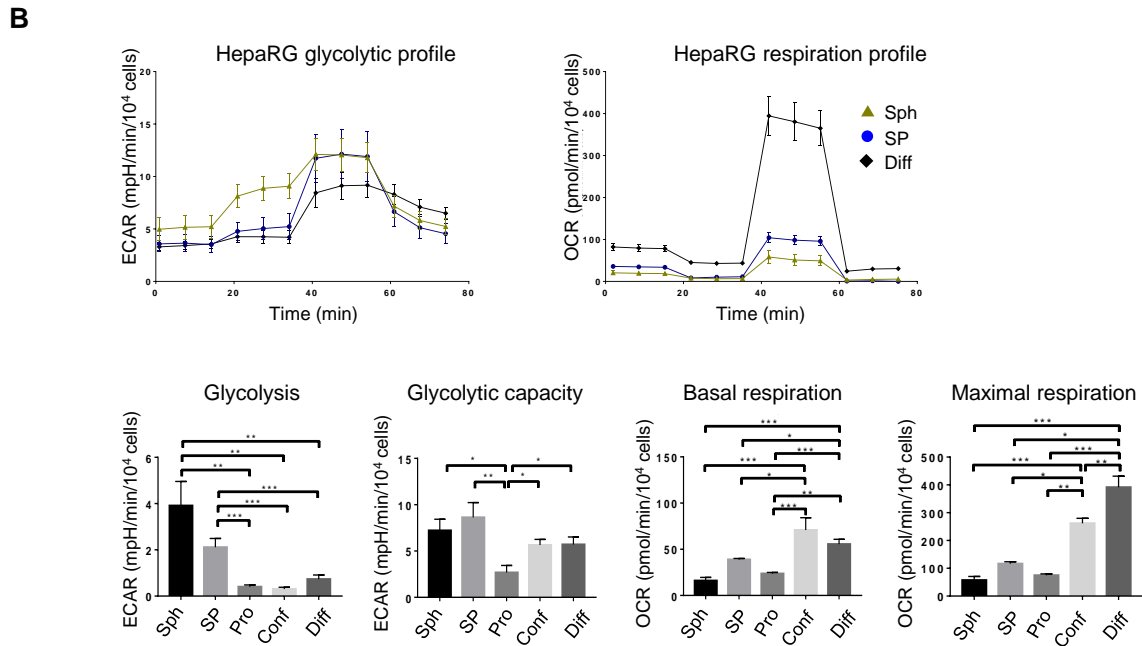 B
HepaRG glycolytic profile
ECAR (mpH/min/10⁴ cells)
20
15
10
5
0
0 20 40 60 80
Time (min)
HepaRG respiration profile
OCR (pmol/min/10⁴ cells)
500
400
300
200
100
0
0 20 40 60 80
Time (min)
Sph
SP
Diff
Glycolysis
ECAR (mpH/min/10⁴ cells)
**
**
**
***
***
***
6
4
2
0
Sph SP Pro Conf Diff
Glycolytic capacity
ECAR (mpH/min/10⁴ cells)
* *
** *
15
10
5
0
Sph SP Pro Conf Diff
Basal respiration
OCR (pmol/min/10⁴ cells)
***
*
***
***
*
**
***
150
100
50
0
Sph SP Pro Conf Diff
Maximal respiration
OCR (pmol/min/10⁴ cells)
***
*
***
*** **
*
**
500
400
300
200
100
0
Sph SP Pro Conf Diff